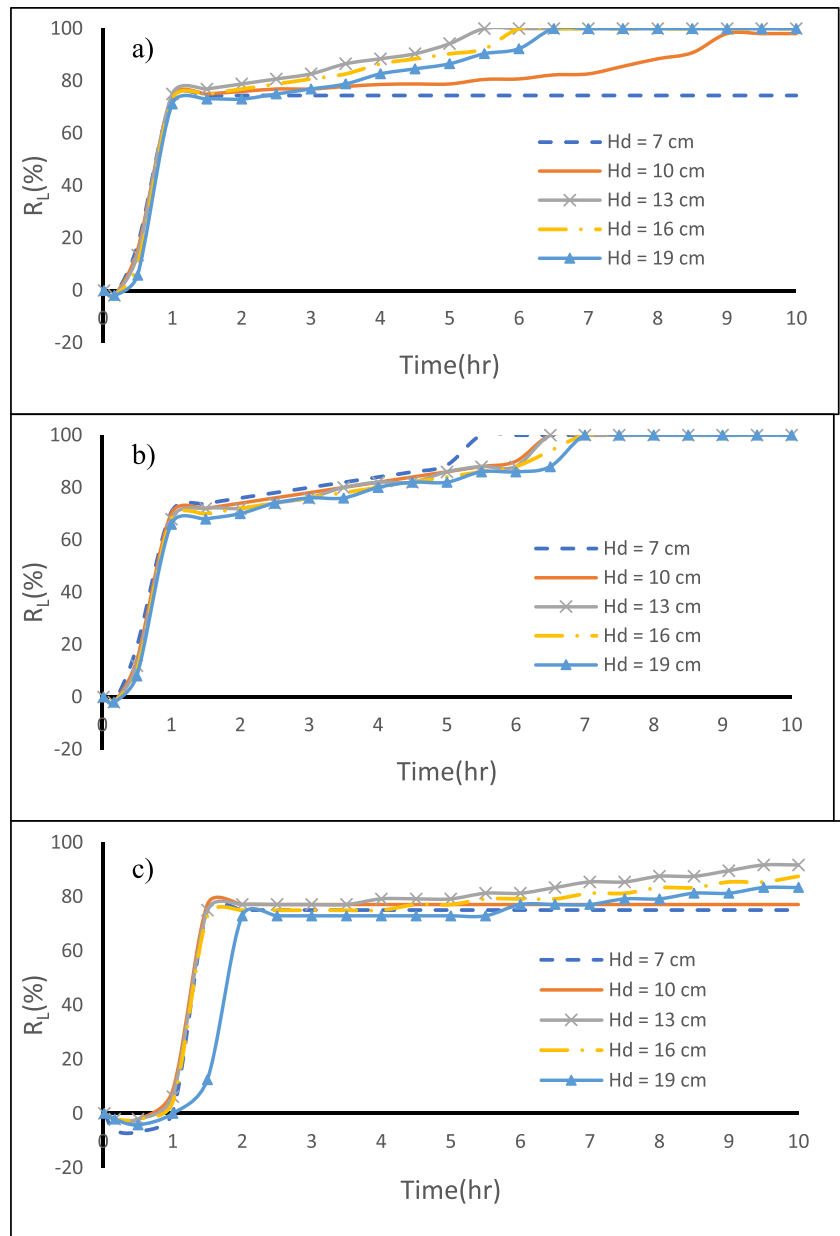 a)
100
80
60
40
20
0
-20
R_L(%)
0 1 2 3 4 5 6 7 8 9 10
Time(hr)
Hd = 7 cm
Hd = 10 cm
Hd = 13 cm
Hd = 16 cm
Hd = 19 cm
b)
100
80
60
40
20
0
-20
R_L(%)
0 1 2 3 4 5 6 7 8 9 10
Time(hr)
Hd = 7 cm
Hd = 10 cm
Hd = 13 cm
Hd = 16 cm
Hd = 19 cm
c)
100
80
60
40
20
0
-20
R_L(%)
0 1 2 3 4 5 6 7 8 9 10
Time(hr)
Hd = 7 cm
Hd = 10 cm
Hd = 13 cm
Hd = 16 cm
Hd = 19 cm